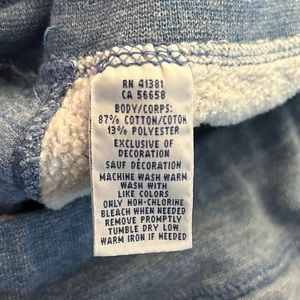 RN 41381
CA 56658
BODY/CORPS:
87% COTTON/COTON
13% POLYESTER
EXCLUSIVE OF
DECORATION
SAUF DÉCORATION
MACHINE WASH WARM
WASH WITH
LIKE COLORS
ONLY NON-CHLORINE
BLEACH WHEN NEEDED
REMOVE PROMPTLY
TUMBLE DRY LOW
WARM IRON IF NEEDED